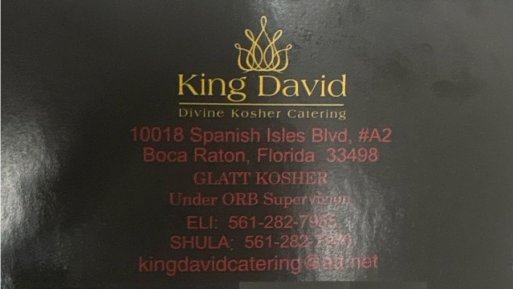 King David
Divine Kosher Catering
10018 Spanish Isles Blvd, #A2
Boca Raton, Florida 33498
GLATT KOSHER
Under ORB Supervision
ELI:
SHULA: